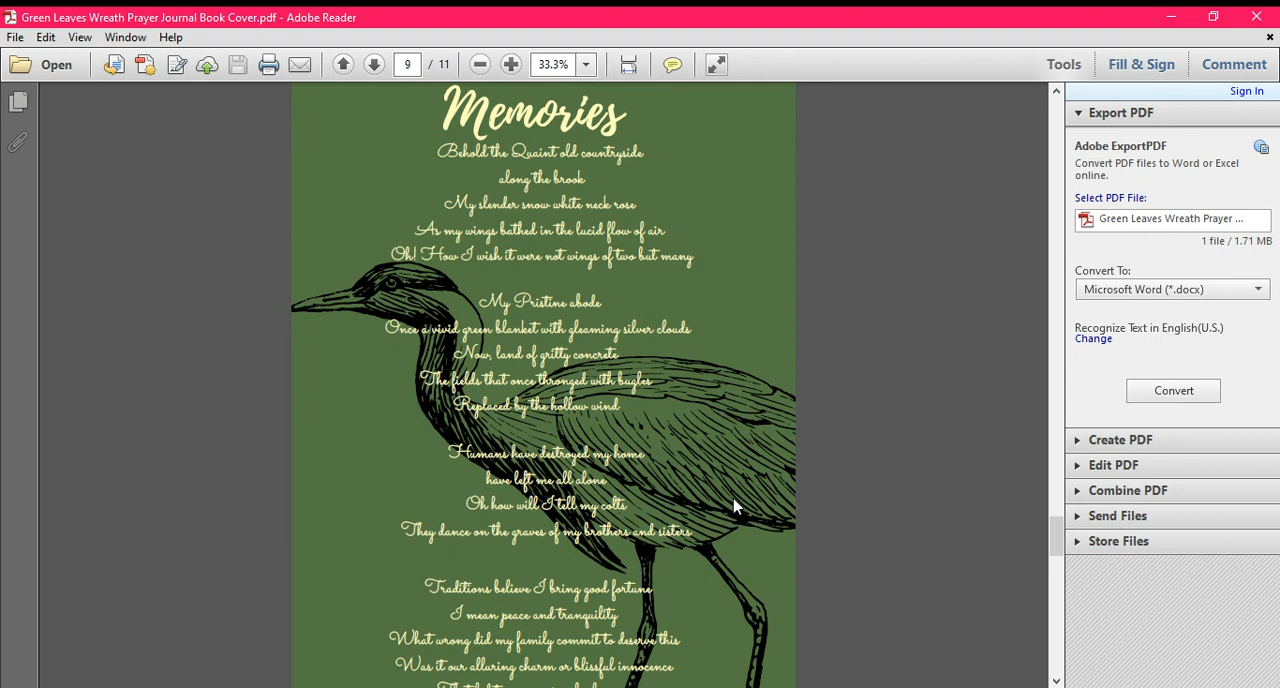 Green Leaves Wreath Prayer Journal Book Cover.pdf - Adobe Reader
File Edit View Window Help
Open 9 / 11 33.3% Tools Fill & Sign Comment
Sign In
Export PDF
Adobe ExportPDF
Convert PDF files to Word or Excel
online.
Select PDF File:
Green Leaves Wreath Prayer ...
1 file / 1.71 MB
Convert To:
Microsoft Word (*.docx)
Recognize Text in English(U.S.)
Change
Convert
Create PDF
Edit PDF
Combine PDF
Send Files
Store Files
Memories
Behold the Quaint old countryside
along the brook
My slender snow white neck rose
As my wings bathed in the lucid flow of air
Oh! How I wish it were not wings of two but many
My Pristine abode
Once a vivid green blanket with gleaming silver clouds
Now, land of gritty concrete
The fields that once thronged with bugles
Replaced by the hollow wind
Humans have destroyed my home
have left me all alone
Oh how will I tell my colts
They dance on the graves of my brothers and sisters
Traditions believe I bring good fortune
I mean peace and tranquility
What wrong did my family commit to deserve this
Was it our alluring charm or blissful innocence